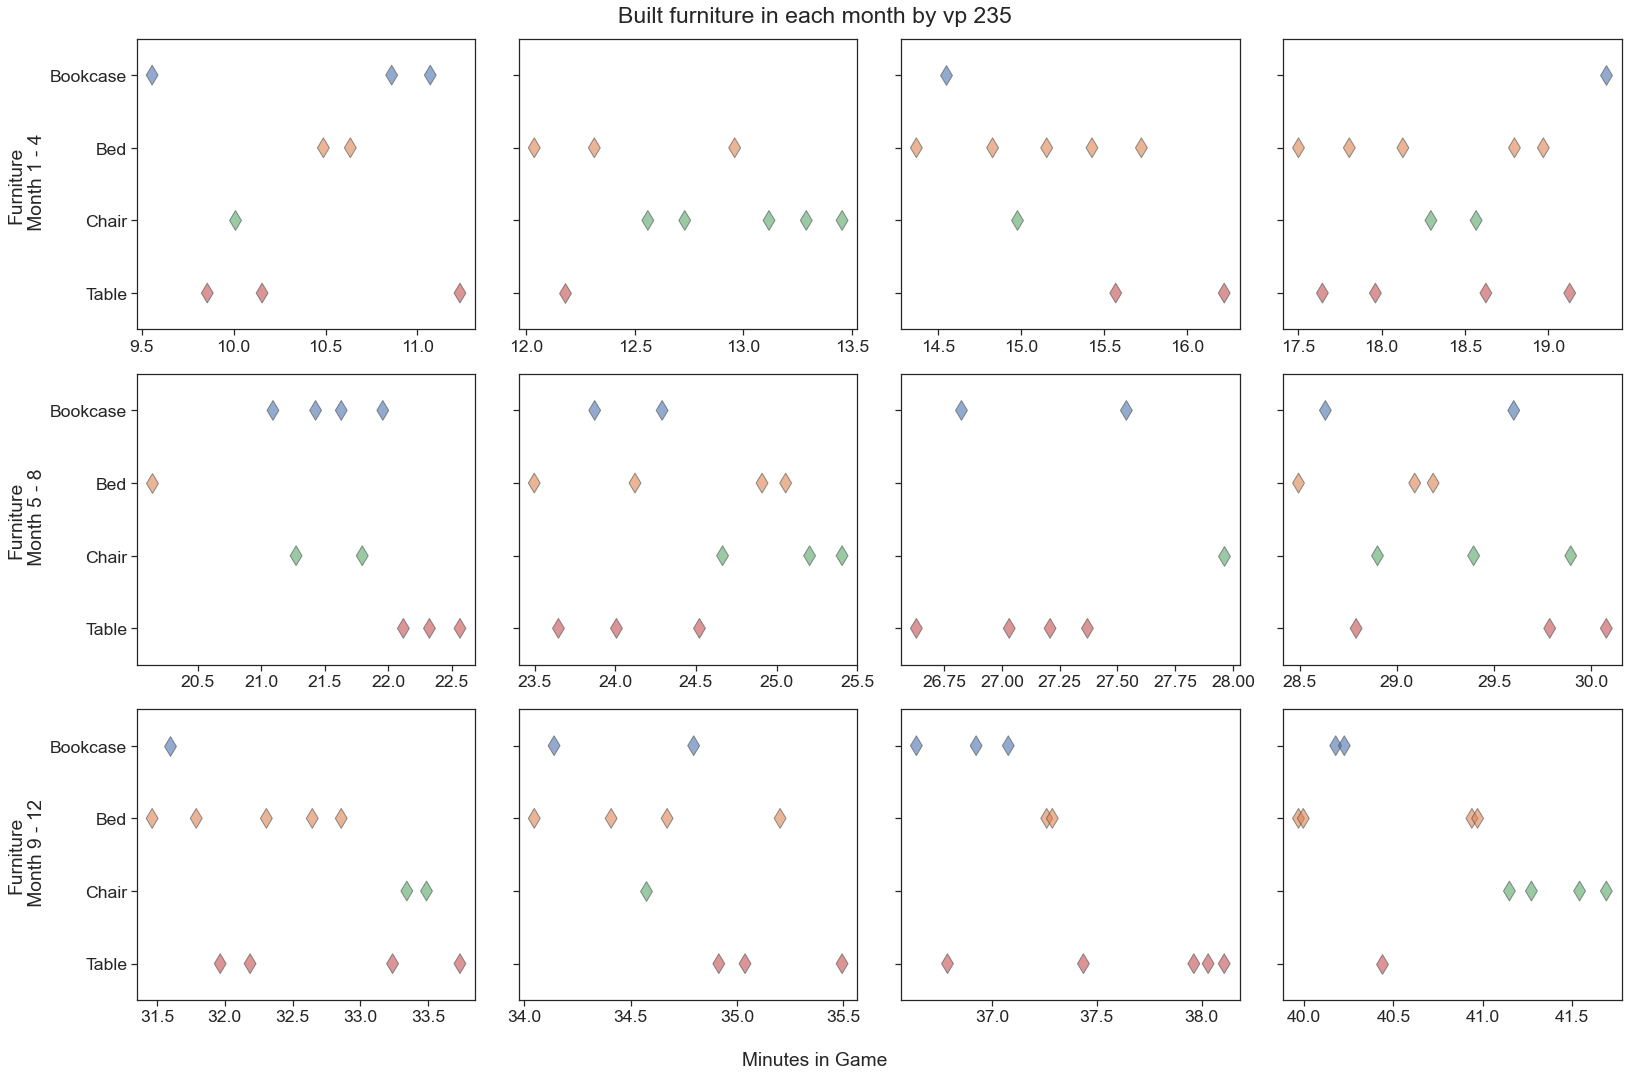 Built furniture in each month by vp 235
Furniture
Month 1 - 4
Bookcase
Bed
Chair
Table
9.5 10.0 10.5 11.0
12.0 12.5 13.0 13.5
14.5 15.0 15.5 16.0
17.5 18.0 18.5 19.0
Furniture
Month 5 - 8
Bookcase
Bed
Chair
Table
20.5 21.0 21.5 22.0 22.5
23.5 24.0 24.5 25.0 25.5
26.75 27.00 27.25 27.50 27.75 28.00
28.5 29.0 29.5 30.0
Furniture
Month 9 - 12
Bookcase
Bed
Chair
Table
31.5 32.0 32.5 33.0 33.5
34.0 34.5 35.0 35.5
37.0 37.5 38.0
40.0 40.5 41.0 41.5
Minutes in Game